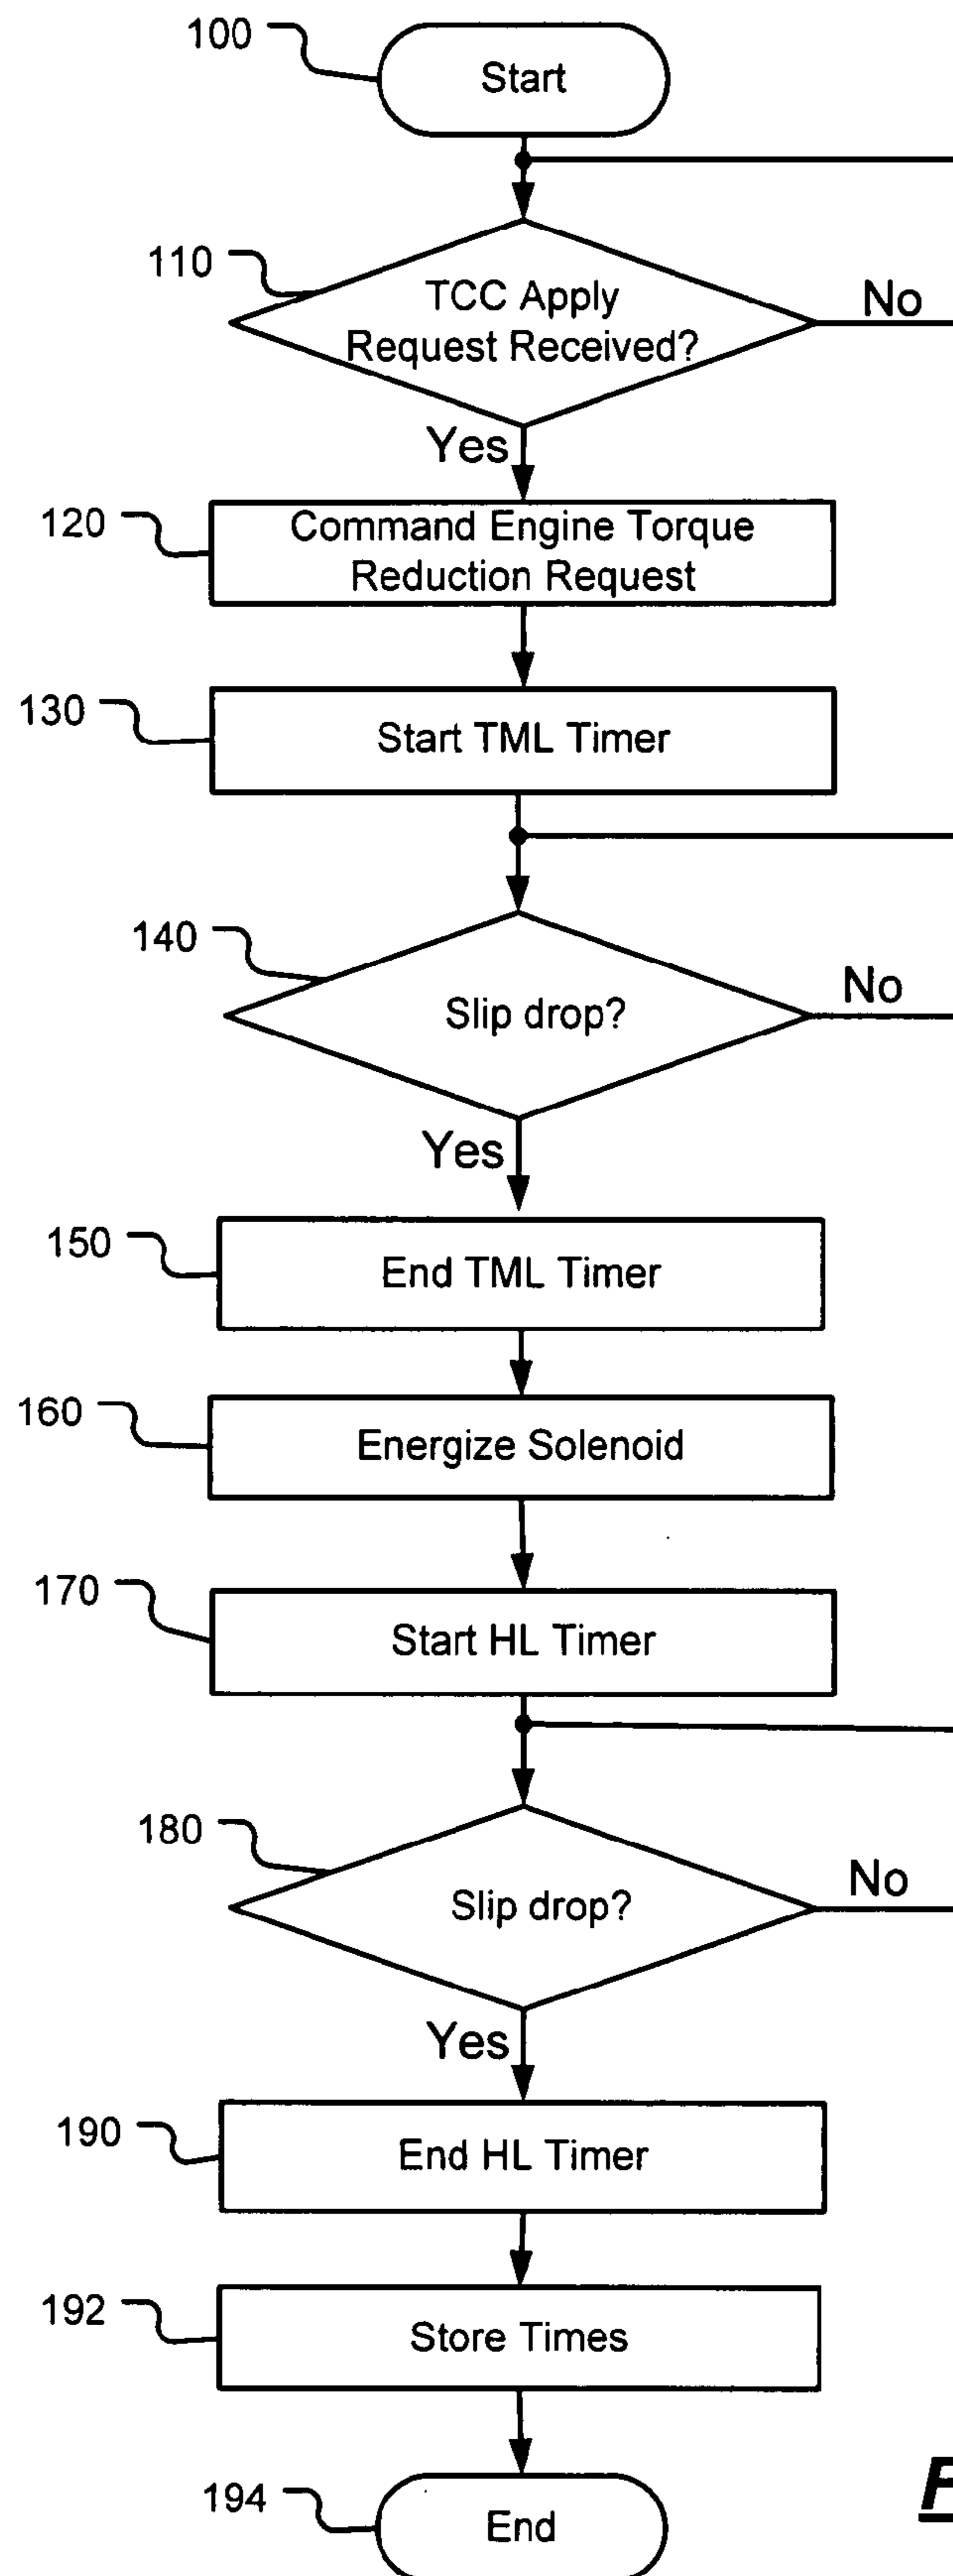 100
Start
110
TCC Apply
Request Received?
No
Yes
120
Command Engine Torque
Reduction Request
130
Start TML Timer
140
Slip drop?
No
Yes
150
End TML Timer
160
Energize Solenoid
170
Start HL Timer
180
Slip drop?
No
Yes
190
End HL Timer
192
Store Times
194
End